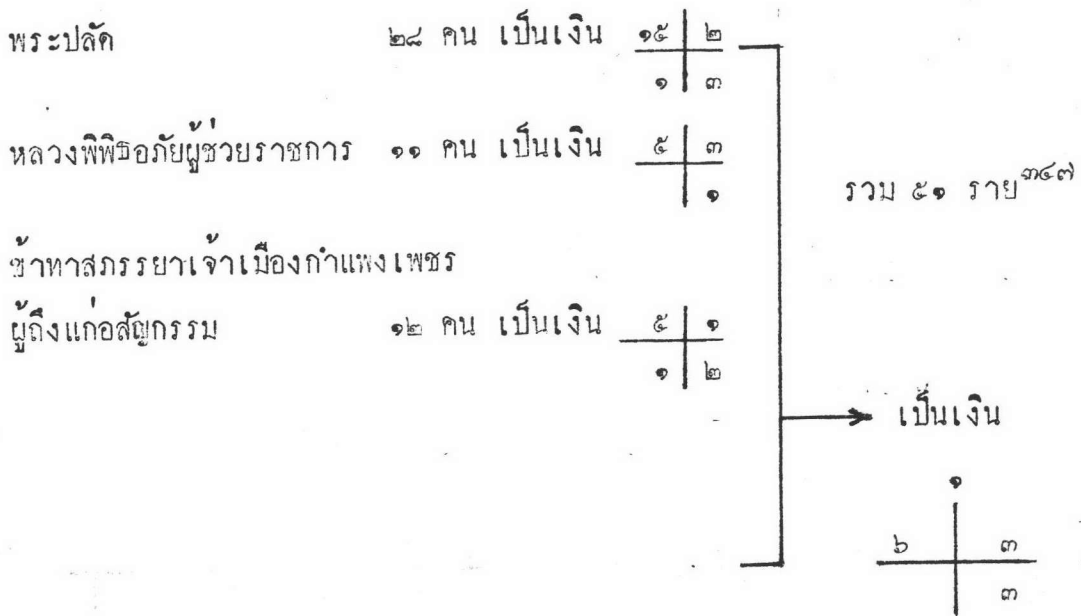 พระปลัด ๒๘ คน เป็นเงิน ๑๕ ๒
๑ ๓
หลวงพิพิธอภัยผู้ช่วยราชการ ๑๑ คน เป็นเงิน ๕ ๓
๑
รวม ๕๑ ราย ๓๔๗
ข้าทาสภรรยาเจ้าเมืองกำแพงเพชร
ผู้ถึงแก่อสัญกรรม ๑๒ คน เป็นเงิน ๕ ๑
๑ ๒
เป็นเงิน
๑
๖ ๓
๓